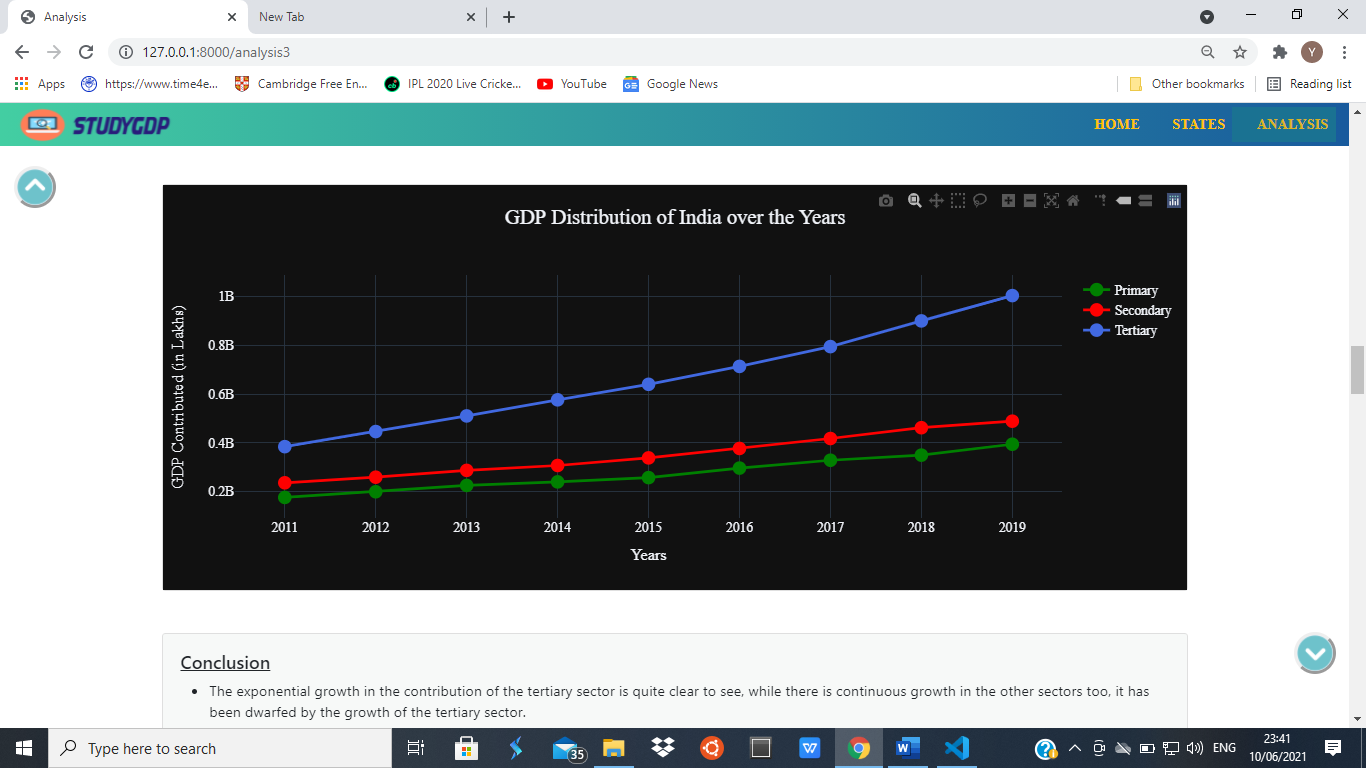 Analysis
New Tab
127.0.0.1:8000/analysis3
Y
Apps
https://www.time4e...
Cambridge Free En...
IPL 2020 Live Cricke...
YouTube
Google News
Other bookmarks
Reading list
STUDYGDP
HOME
STATES
ANALYSIS
GDP Distribution of India over the Years
GDP Contributed (in Lakhs)
1B
0.8B
0.6B
0.4B
0.2B
2011 2012 2013 2014 2015 2016 2017 2018 2019
Years
Primary
Secondary
Tertiary
Conclusion
The exponential growth in the contribution of the tertiary sector is quite clear to see, while there is continuous growth in the other sectors too, it has
been dwarfed by the growth of the tertiary sector.
Type here to search
35
W
W
ENG
23:41
10/06/2021